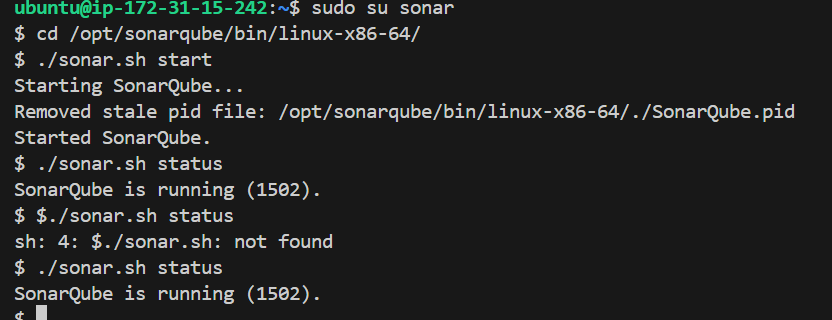 ubuntu@ip-172-31-15-242:~$ sudo su sonar
$ cd /opt/sonarqube/bin/linux-x86-64/
$ ./sonar.sh start
Starting SonarQube...
Removed stale pid file: /opt/sonarqube/bin/linux-x86-64/./SonarQube.pid
Started SonarQube.
$ ./sonar.sh status
SonarQube is running (1502).
$ $./sonar.sh status
sh: 4: $./sonar.sh: not found
$ ./sonar.sh status
SonarQube is running (1502).
$